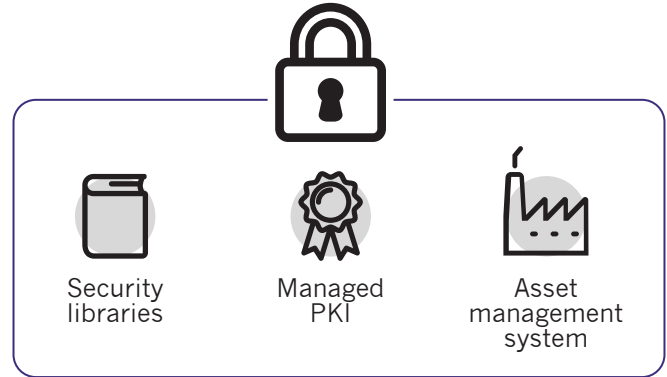 Security
libraries
Managed
PKI
Asset
management
system